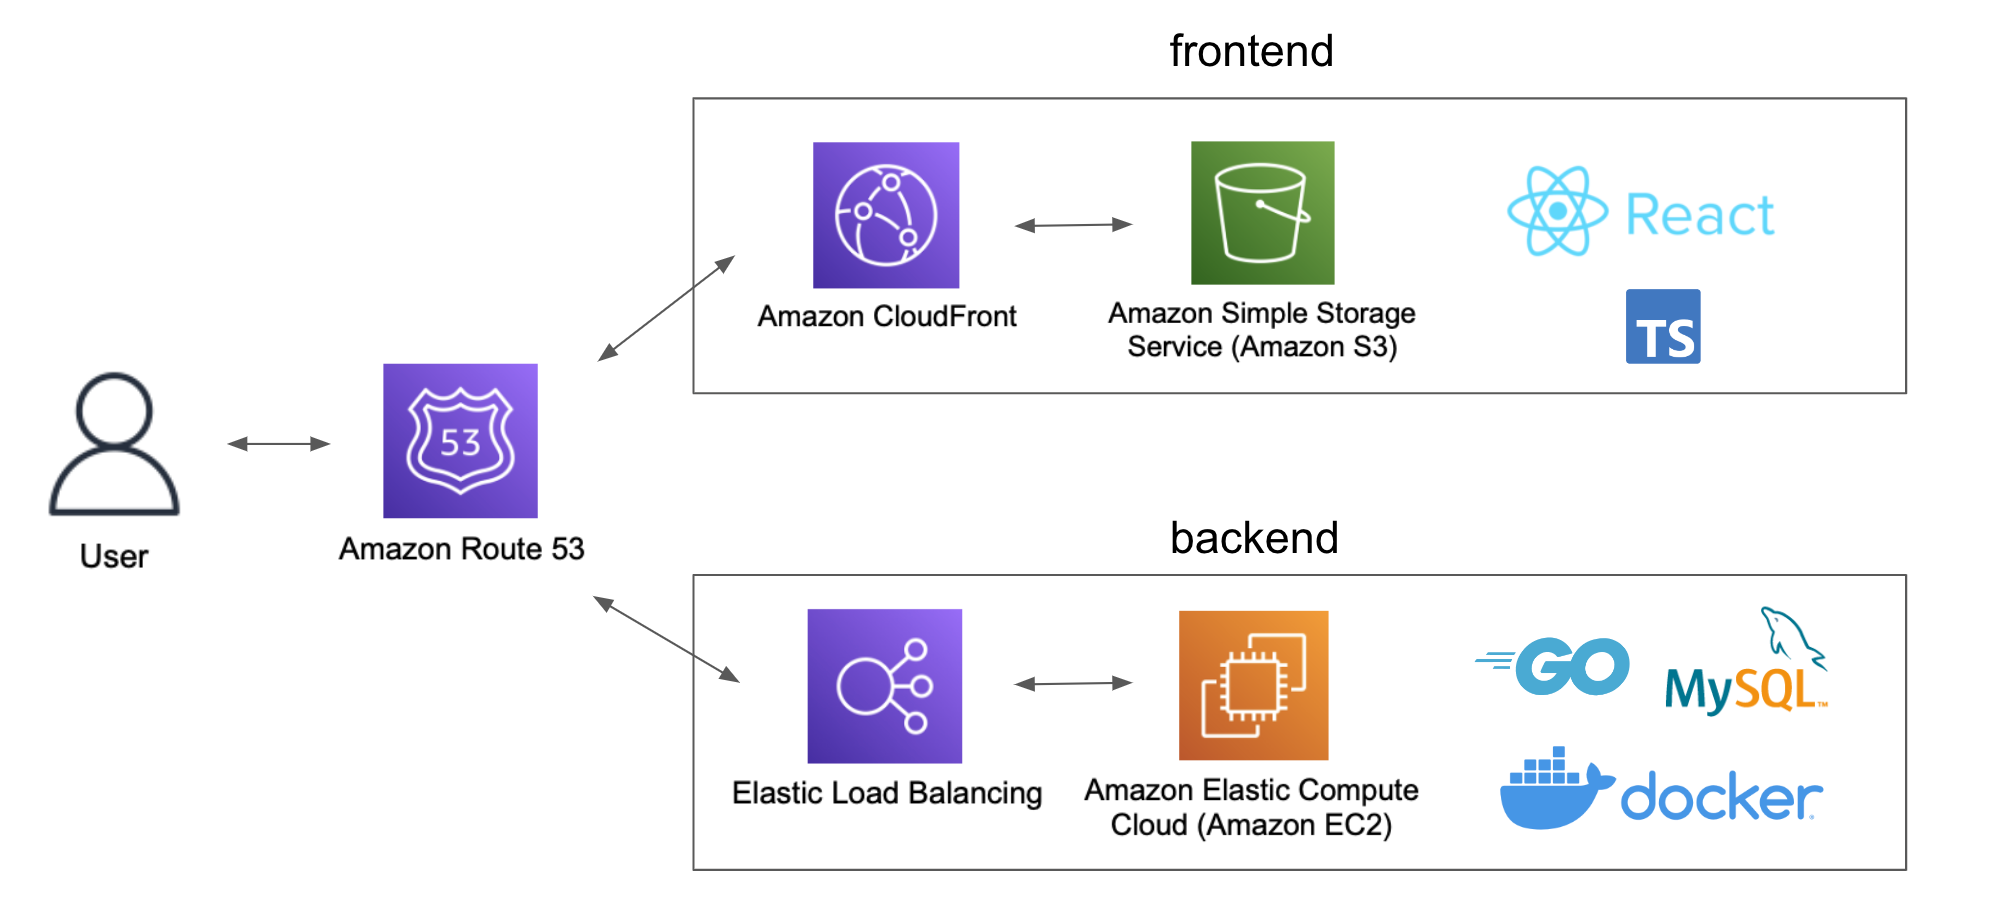 frontend
Amazon CloudFront
Amazon Simple Storage
Service (Amazon S3)
React
TS
53
User
Amazon Route 53
backend
Elastic Load Balancing
Amazon Elastic Compute
Cloud (Amazon EC2)
GO
MySQL™
docker